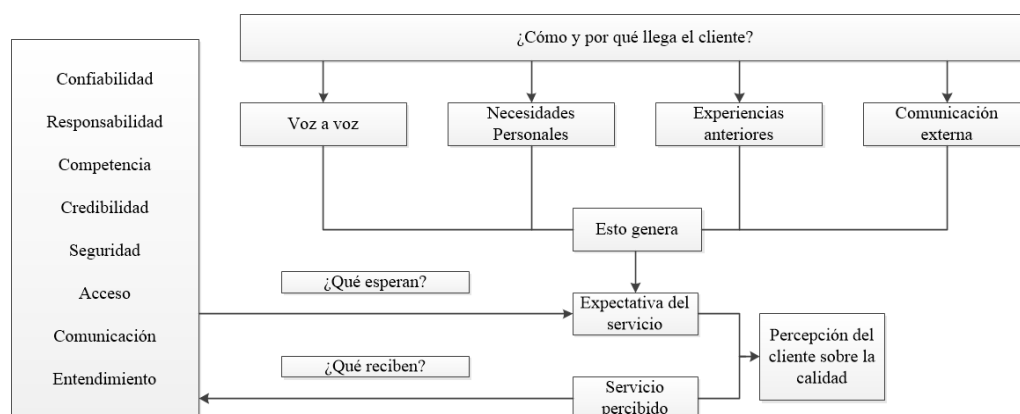 ¿Cómo y por qué llega el cliente?
Confiabilidad
Responsabilidad
Competencia
Credibilidad
Seguridad
Acceso
Comunicación
Entendimiento
Voz a voz
Necesidades
Personales
Experiencias
anteriores
Comunicación
externa
Esto genera
¿Qué esperan?
Expectativa del
servicio
¿Qué reciben?
Servicio
percibido
Percepción del
cliente sobre la
calidad